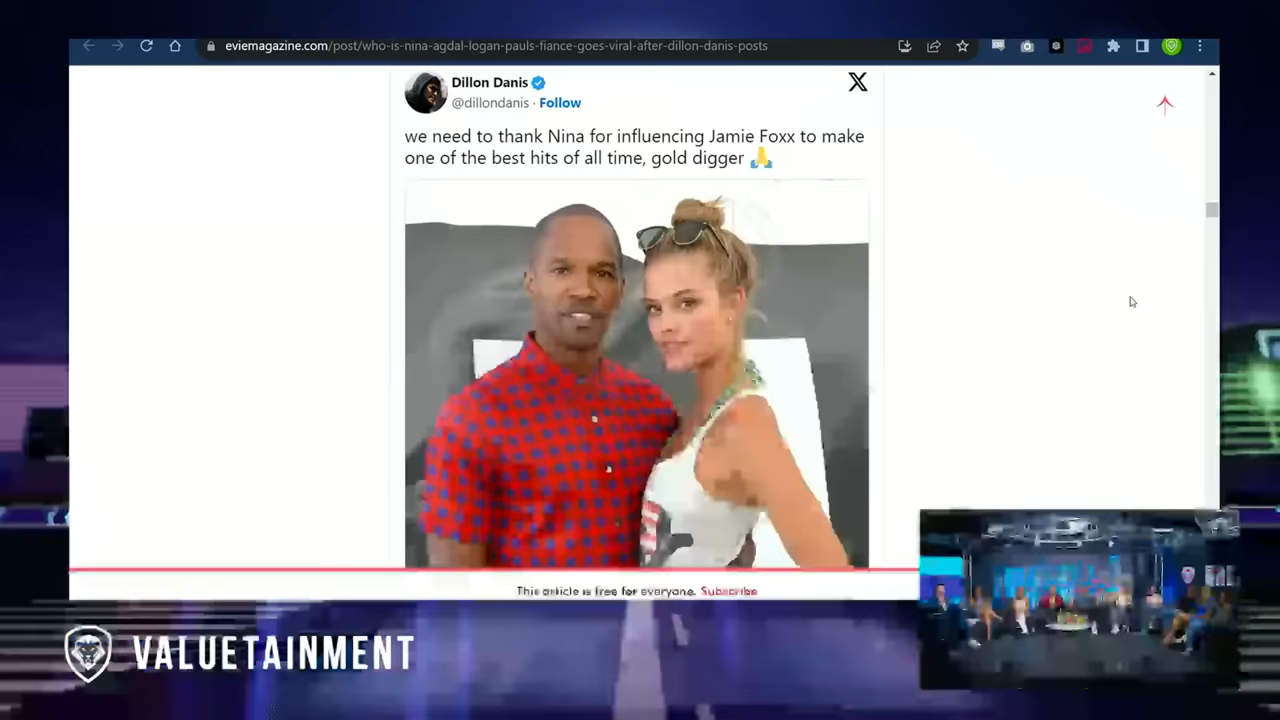 eviemagazine.com/post/who-is-nina-agdal-logan-pauls-fiance-goes-viral-after-dillon-danis-posts
Dillon Danis
@dillondanis · Follow
we need to thank Nina for influencing Jamie Foxx to make
one of the best hits of all time, gold digger 🙏
This article is free for everyone. Subscribe
VALUETAINMENT